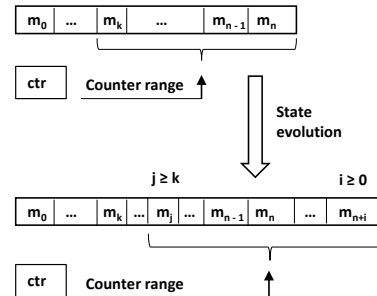 m0 ... mk ... mn - 1 mn
ctr Counter range
State
evolution
j ≥ k i ≥ 0
m0 ... mk ... mj ... mn - 1 mn ... mn+i
ctr Counter range